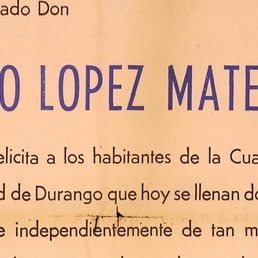 ado Don
O LOPEZ MATE
elicita a los habitantes de la Cua
d de Durango que hoy se llenan do
e independientemente de tan m